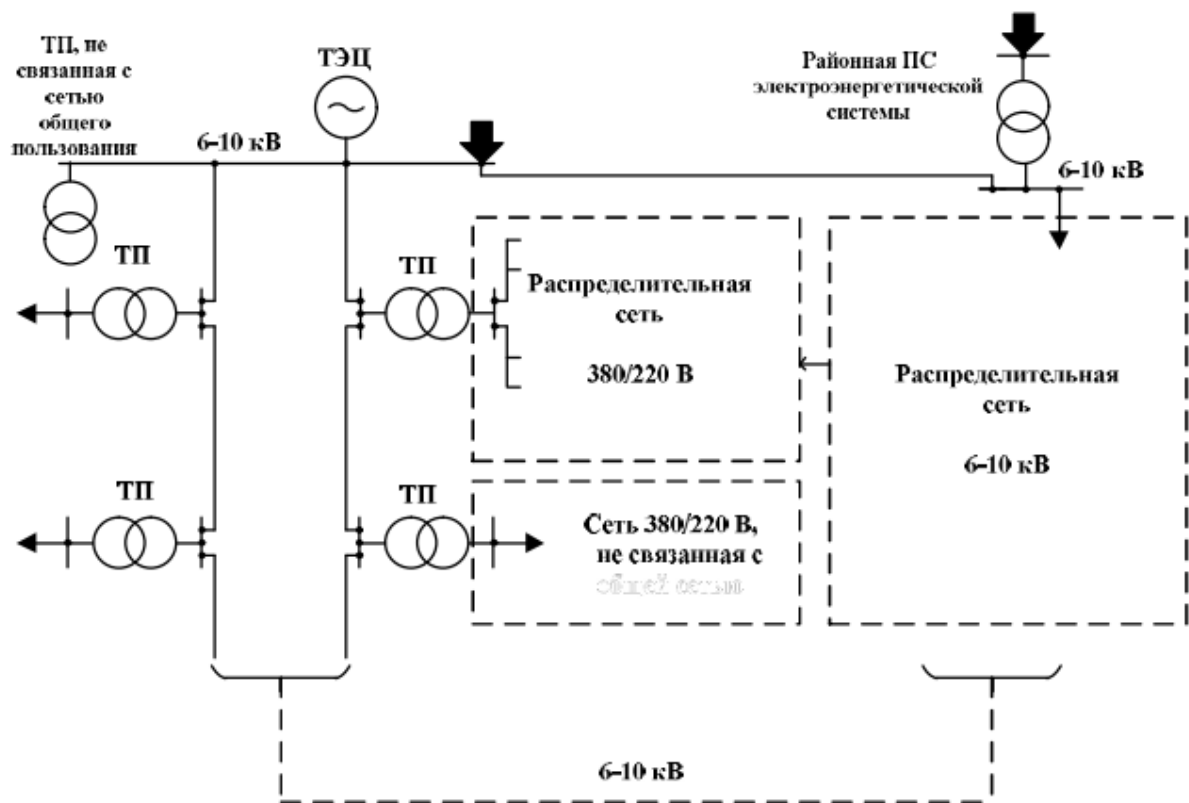 ТП, не
связанная с
сетью
общего
пользования
ТЭЦ
6-10 кВ
Районная ПС
электроэнергетической
системы
6-10 кВ
ТП
ТП
Распределительная
сеть
380/220 В
Распределительная
сеть
6-10 кВ
ТП
ТП
Сеть 380/220 В,
не связанная с
общей сетью
6-10 кВ